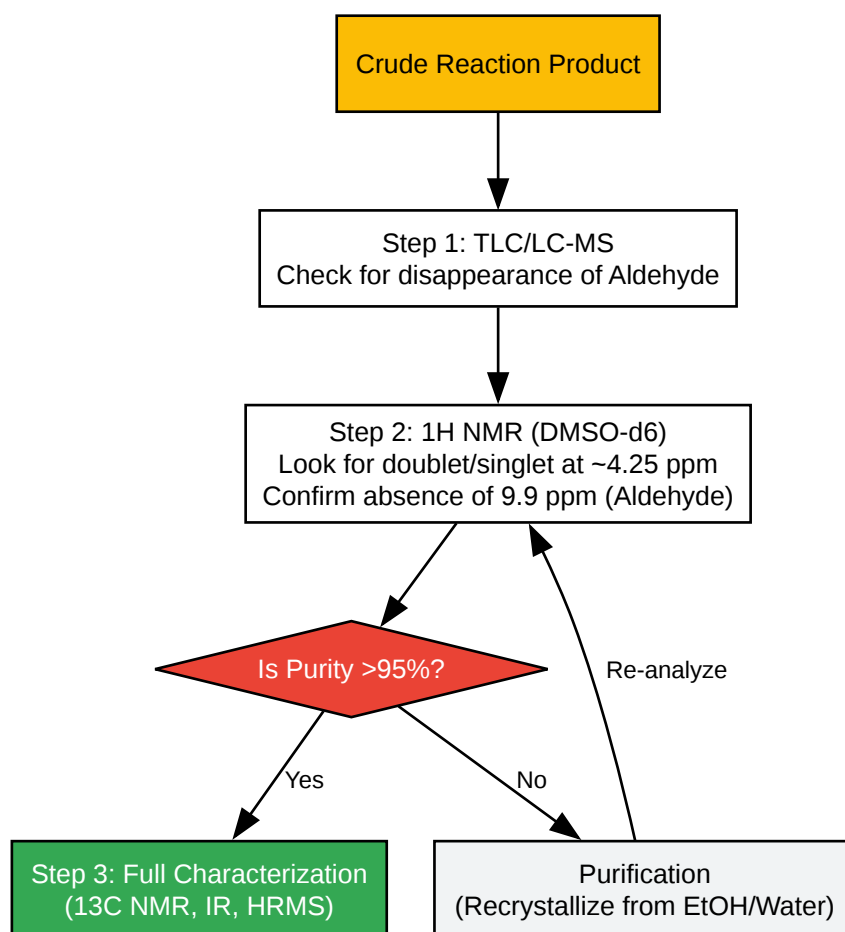 Crude Reaction Product
Step 1: TLC/LC-MS
Check for disappearance of Aldehyde
Step 2: 1H NMR (DMSO-d6)
Look for doublet/singlet at ~4.25 ppm
Confirm absence of 9.9 ppm (Aldehyde)
Is Purity >95%?
Re-analyze
Yes
No
Step 3: Full Characterization
(13C NMR, IR, HRMS)
Purification
(Recrystallize from EtOH/Water)